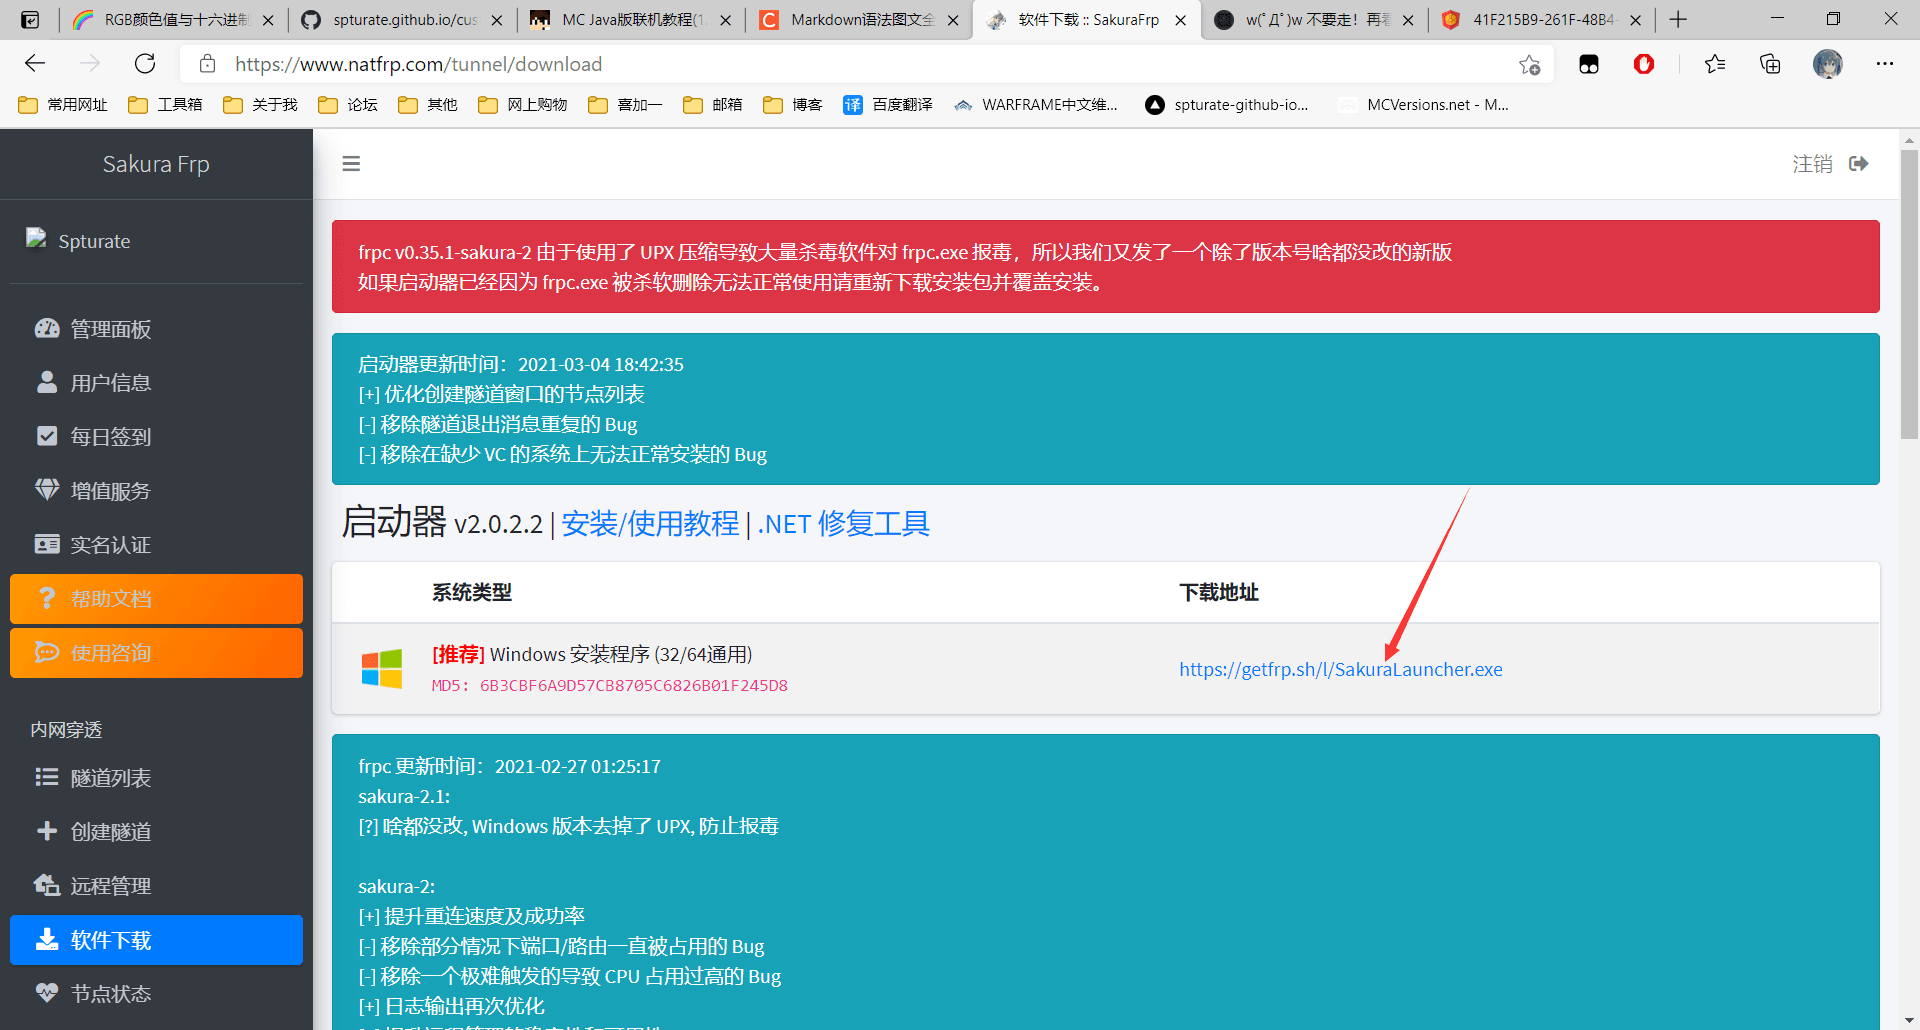 RGB颜色值与十六进制
spturate.github.io/cus
MC Java版联机教程(1.
Markdown语法图文全
软件下载 :: SakuraFrp
w(ﾟДﾟ)w 不要走！再看
41F215B9-261F-48B4-
https://www.natfrp.com/tunnel/download
常用网址 工具箱 关于我 论坛 其他 网上购物 喜加一 邮箱 博客 译 百度翻译 WARFRAME中文维... spturate-github-io... MCVersions.net - M...
Sakura Frp
注销
Spturate
管理面板
用户信息
每日签到
增值服务
实名认证
帮助文档
使用咨询
内网穿透
隧道列表
创建隧道
远程管理
软件下载
节点状态
frpc v0.35.1-sakura-2 由于使用了 UPX 压缩导致大量杀毒软件对 frpc.exe 报毒，所以我们又发了一个除了版本号啥都没改的新版
如果启动器已经因为 frpc.exe 被杀软删除无法正常使用请重新下载安装包并覆盖安装。
启动器更新时间：2021-03-04 18:42:35
[+] 优化创建隧道窗口的节点列表
[-] 移除隧道退出消息重复的 Bug
[-] 移除在缺少 VC 的系统上无法正常安装的 Bug
启动器 v2.0.2.2 | 安装/使用教程 | .NET 修复工具
系统类型 下载地址
[推荐] Windows 安装程序 (32/64通用)
MD5: 6B3CBF6A9D57CB8705C6826B01F245D8
https://getfrp.sh/l/SakuraLauncher.exe
frpc 更新时间：2021-02-27 01:25:17
sakura-2.1:
[?] 啥都没改, Windows 版本去掉了 UPX, 防止报毒
sakura-2:
[+] 提升重连速度及成功率
[-] 移除部分情况下端口/路由一直被占用的 Bug
[-] 移除一个极难触发的导致 CPU 占用过高的 Bug
[+] 日志输出再次优化